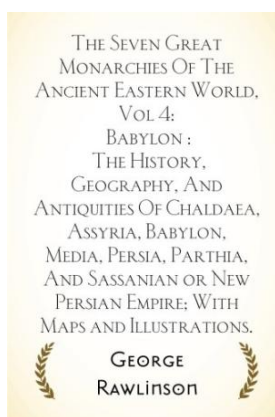 The Seven Great
Monarchies Of The
Ancient Eastern World,
Vol 4:
Babylon :
The History,
Geography, And
Antiquities Of Chaldaea,
Assyria, Babylon,
Media, Persia, Parthia,
And Sassanian or New
Persian Empire; With
Maps and Illustrations.
George
Rawlinson